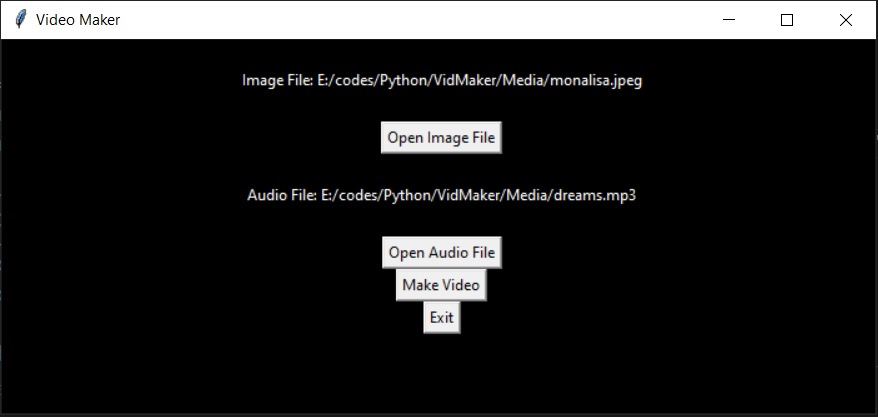 Video Maker
Image File: E:/codes/Python/VidMaker/Media/monalisa.jpeg
Open Image File
Audio File: E:/codes/Python/VidMaker/Media/dreams.mp3
Open Audio File
Make Video
Exit